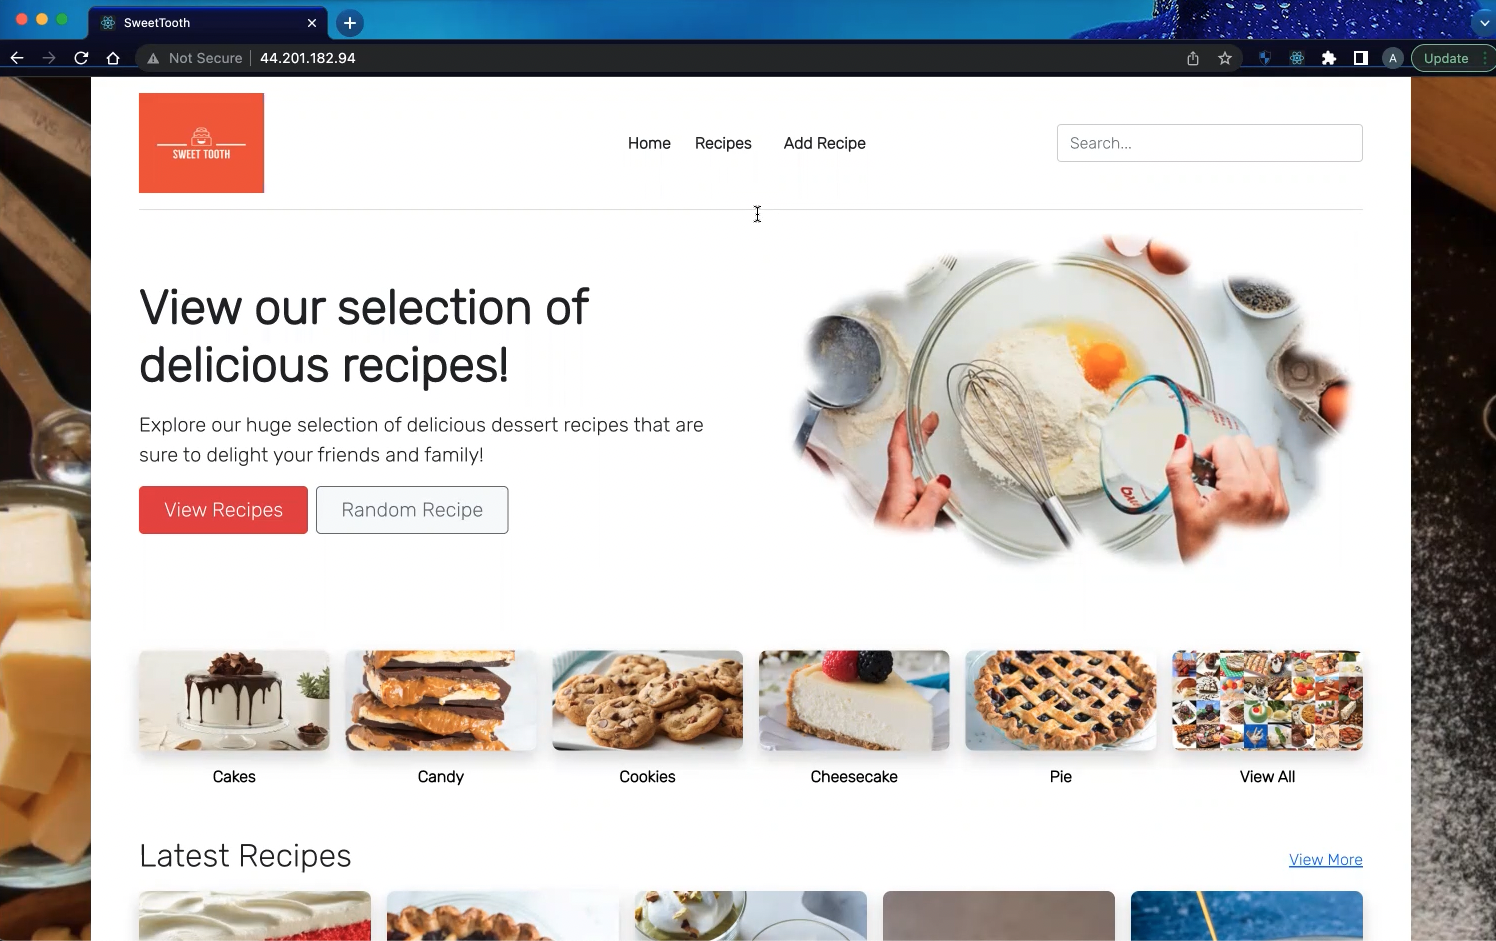 SweetTooth
Not Secure
44.201.182.94
A
Update
SWEET TOOTH
Home
Recipes
Add Recipe
Search...
View our selection of
delicious recipes!
Explore our huge selection of delicious dessert recipes that are
sure to delight your friends and family!
View Recipes
Random Recipe
Cakes
Candy
Cookies
Cheesecake
Pie
View All
Latest Recipes
View More